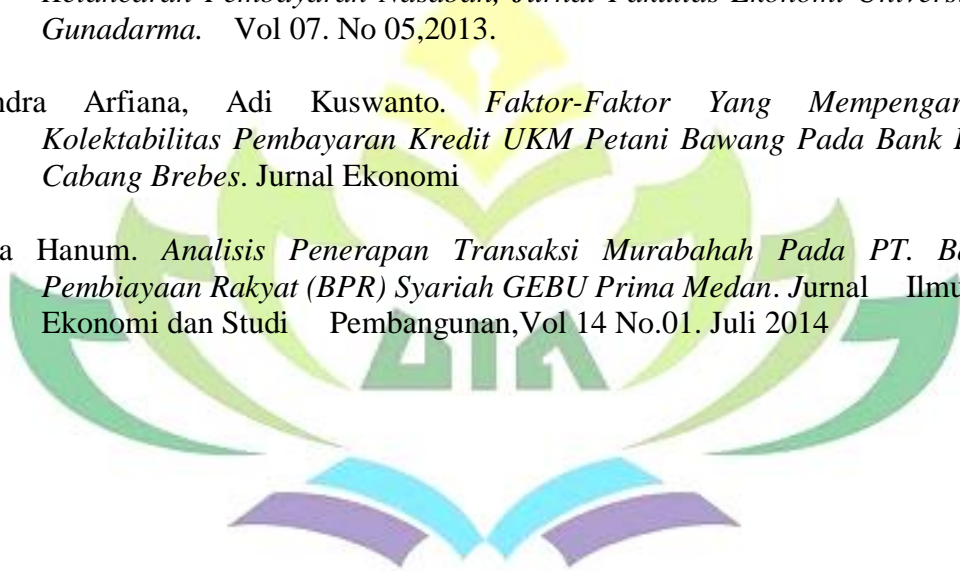 Pembayaran Nasabah, Jurnal Fakultas Ekonomi
Gunadarma. Vol 07. No 05,2013.
ndra Arfiana, Adi Kuswanto. Faktor-Faktor Yang Mempengar
Kolektabilitas Pembayaran Kredit UKM Petani Bawang Pada Bank
Cabang Brebes. Jurnal Ekonomi
a Hanum. Analisis Penerapan Transaksi Murabahah Pada PT. Ba
Pembiayaan Rakyat (BPR) Syariah GEBU Prima Medan. Jurnal Ilmu
Ekonomi dan Studi Pembangunan,Vol 14 No.01. Juli 2014